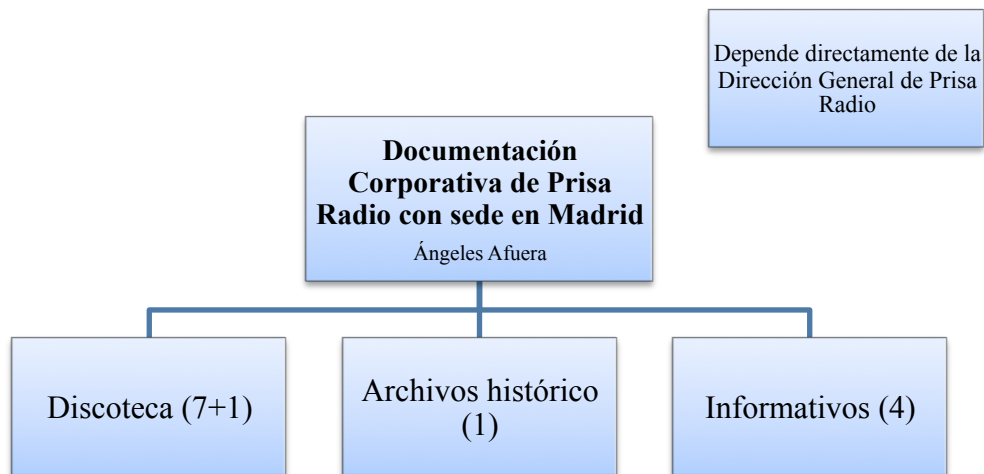 Depende directamente de la
Dirección General de Prisa
Radio
Documentación
Corporativa de Prisa
Radio con sede en Madrid
Ángeles Afuera
Discoteca (7+1)
Archivos histórico
(1)
Informativos (4)